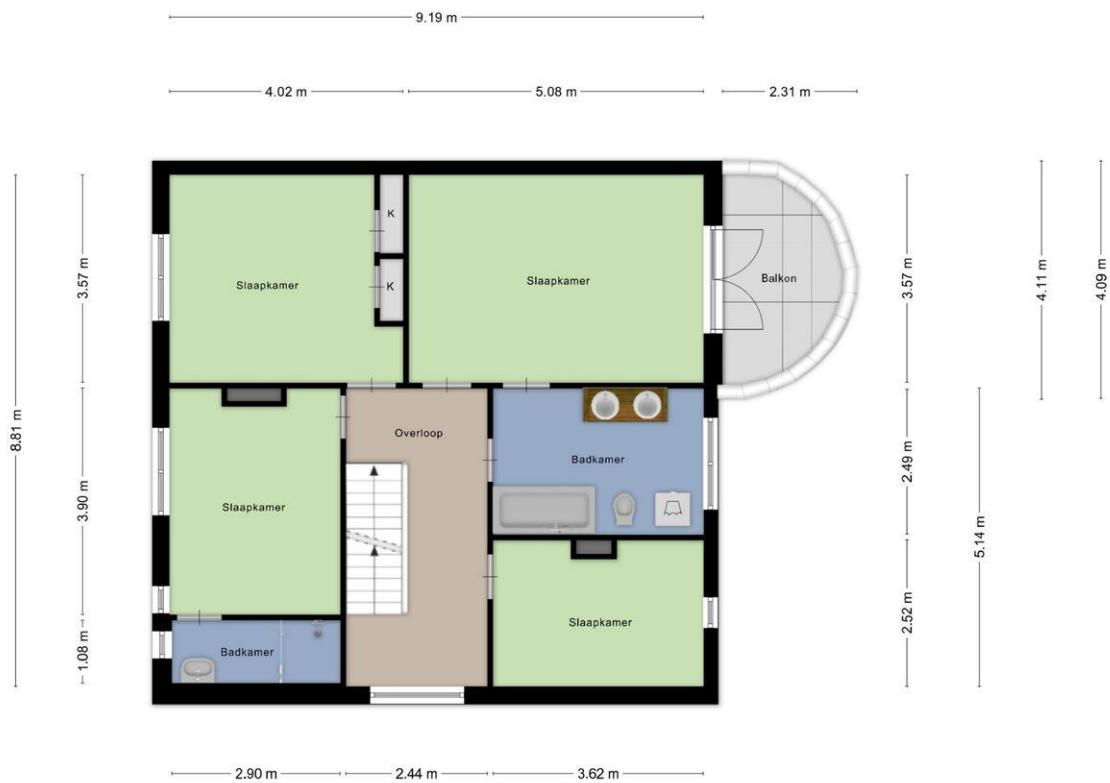 9.19 m
4.02 m
5.08 m
2.31 m
8.81 m
3.57 m
3.90 m
1.08 m
Slaapkamer
K
K
Slaapkamer
Balkon
Slaapkamer
Overloop
Badkamer
Badkamer
Slaapkamer
3.57 m
2.49 m
2.52 m
5.14 m
4.11 m
4.09 m
2.90 m
2.44 m
3.62 m